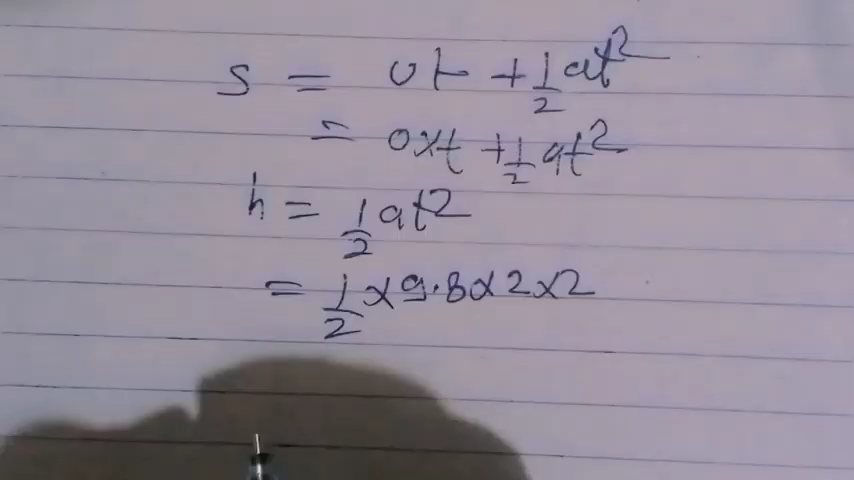 s = ut + 1/2 at²
= 0×t + 1/2 at²
h = 1/2 at²
= 1/2 × 9.8 × 2 × 2